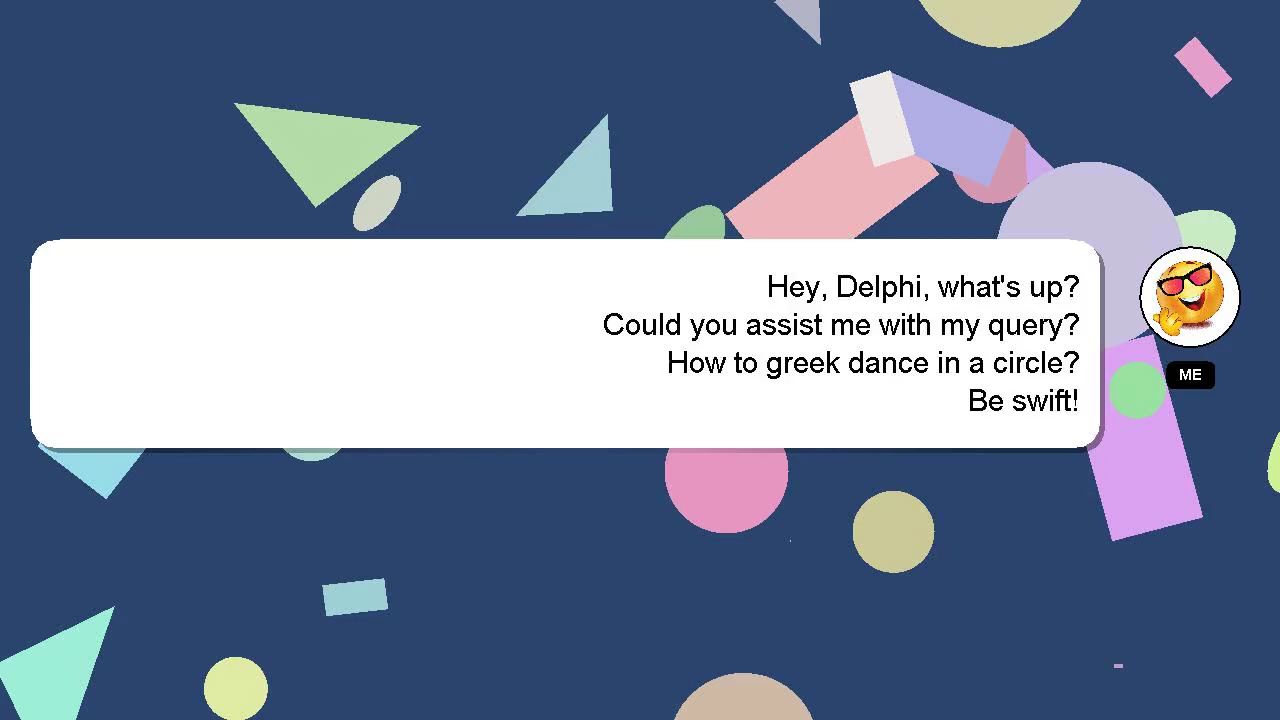 Hey, Delphi, what's up?
Could you assist me with my query?
How to greek dance in a circle?
Be swift!
ME